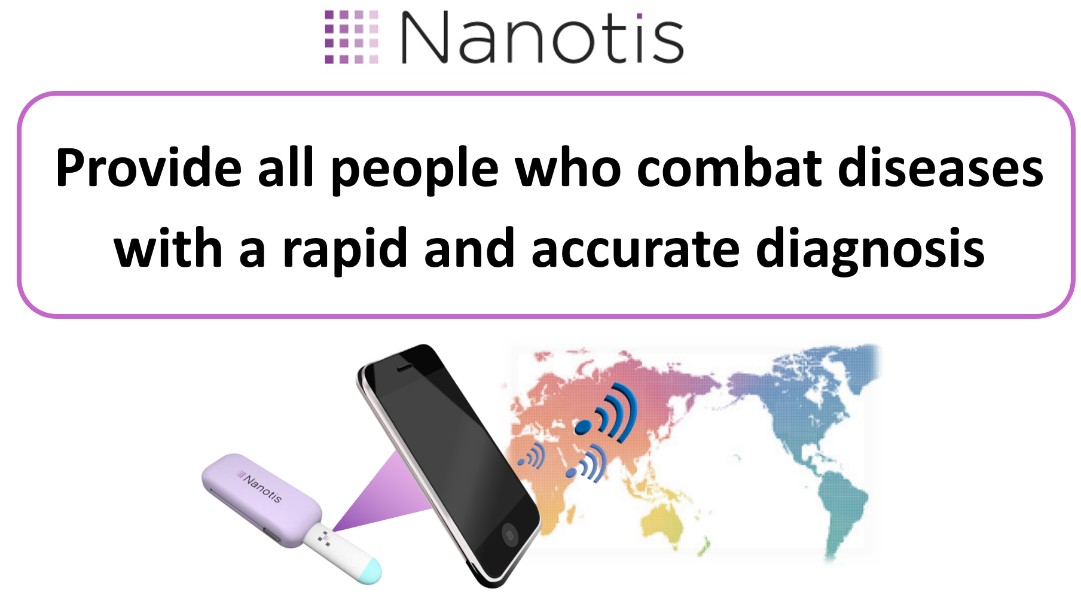 Nanotis
Provide all people who combat diseases
with a rapid and accurate diagnosis
Nanotis